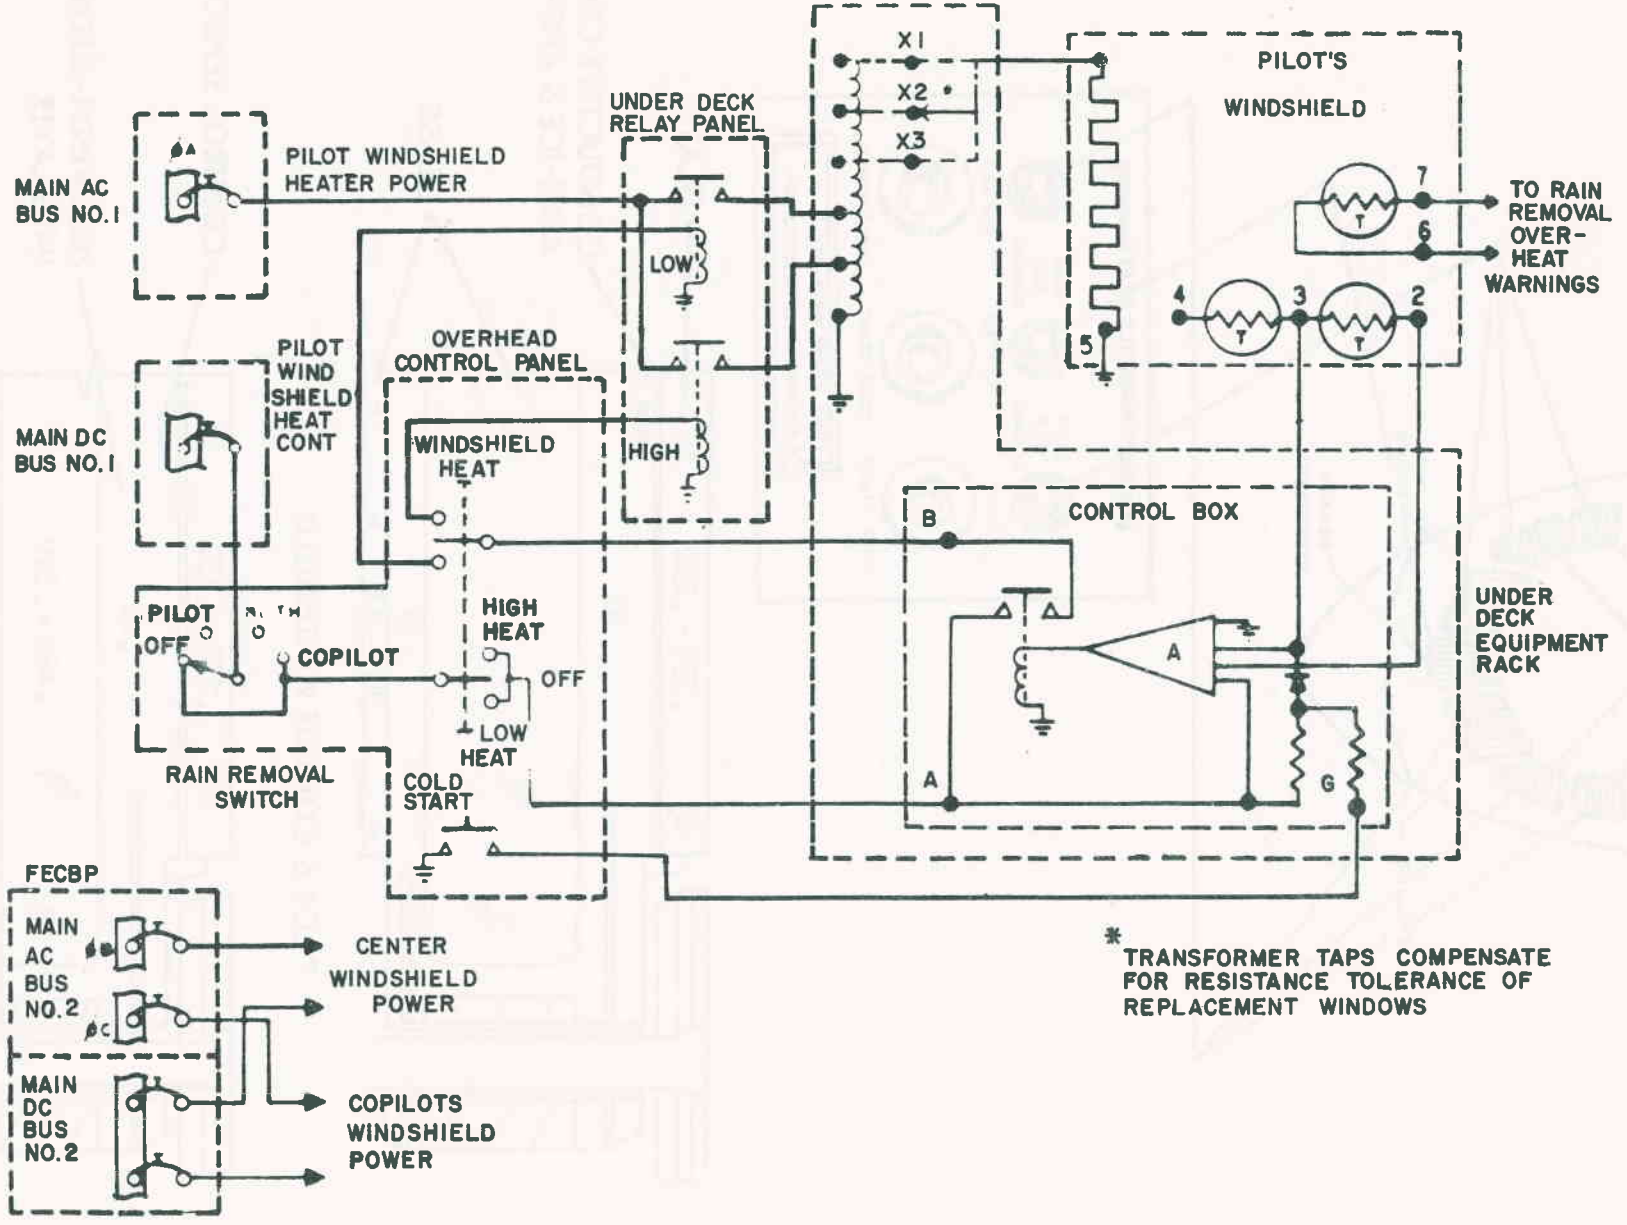 X1
PILOT'S
WINDSHIELD
X2 *
X3
UNDER DECK
RELAY PANEL
ØA
PILOT WINDSHIELD
HEATER POWER
MAIN AC
BUS NO.1
LOW
7
6
TO RAIN
REMOVAL
OVER-
HEAT
WARNINGS
4
T
3
T
2
T
5
OVERHEAD
CONTROL PANEL
PILOT
WIND
SHIELD
HEAT
CONT
MAIN DC
BUS NO.1
WINDSHIELD
HEAT
HIGH
B
CONTROL BOX
PILOT
OFF
COPILOT
HIGH
HEAT
OFF
LOW
HEAT
A
UNDER
DECK
EQUIPMENT
RACK
RAIN REMOVAL
SWITCH
COLD
START
A
G
FECBP
MAIN
AC
BUS
NO.2
ØB
ØC
CENTER
WINDSHIELD
POWER
MAIN
DC
BUS
NO.2
COPILOTS
WINDSHIELD
POWER
*
TRANSFORMER TAPS COMPENSATE
FOR RESISTANCE TOLERANCE OF
REPLACEMENT WINDOWS